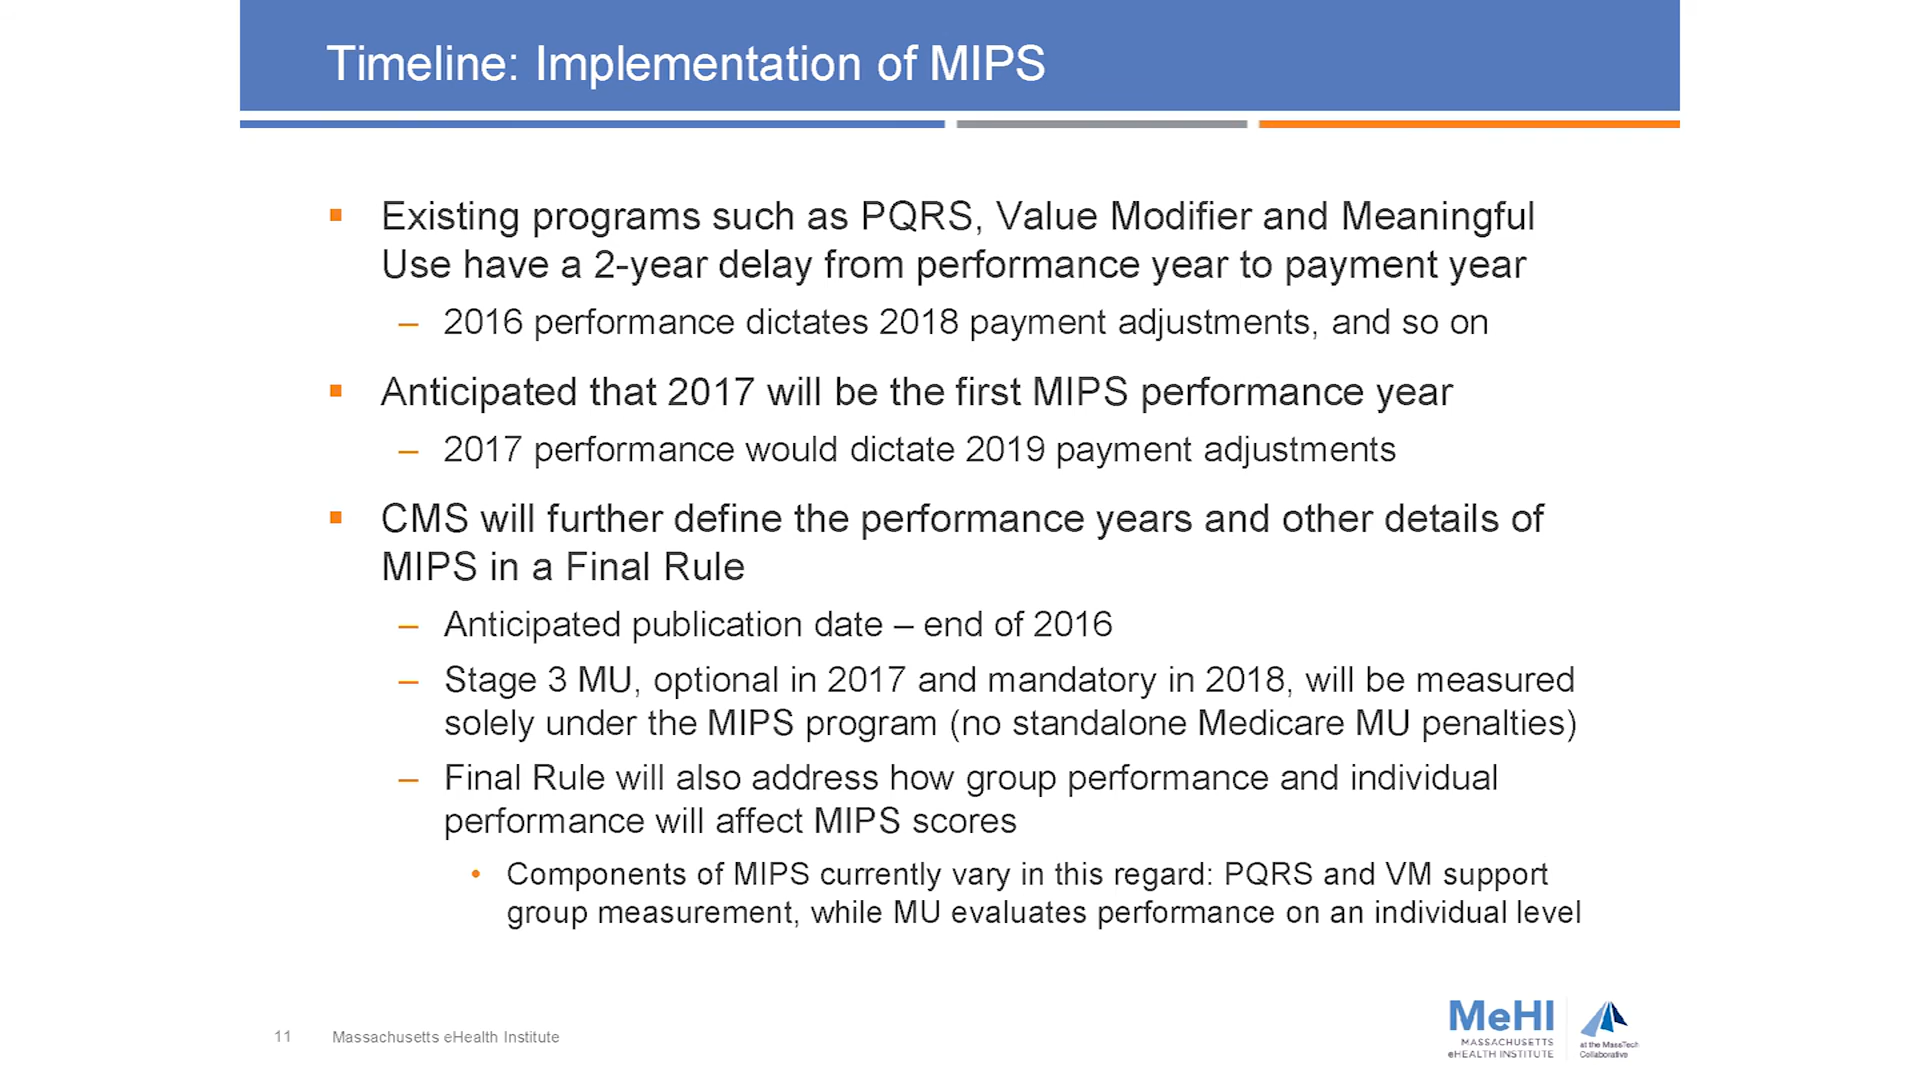 Timeline: Implementation of MIPS
▪ Existing programs such as PQRS, Value Modifier and Meaningful
Use have a 2-year delay from performance year to payment year
– 2016 performance dictates 2018 payment adjustments, and so on
▪ Anticipated that 2017 will be the first MIPS performance year
– 2017 performance would dictate 2019 payment adjustments
▪ CMS will further define the performance years and other details of
MIPS in a Final Rule
– Anticipated publication date – end of 2016
– Stage 3 MU, optional in 2017 and mandatory in 2018, will be measured
solely under the MIPS program (no standalone Medicare MU penalties)
– Final Rule will also address how group performance and individual
performance will affect MIPS scores
• Components of MIPS currently vary in this regard: PQRS and VM support
group measurement, while MU evaluates performance on an individual level
11 Massachusetts eHealth Institute
MeHI
MASSACHUSETTS
eHEALTH INSTITUTE
at the MassTech
Collaborative